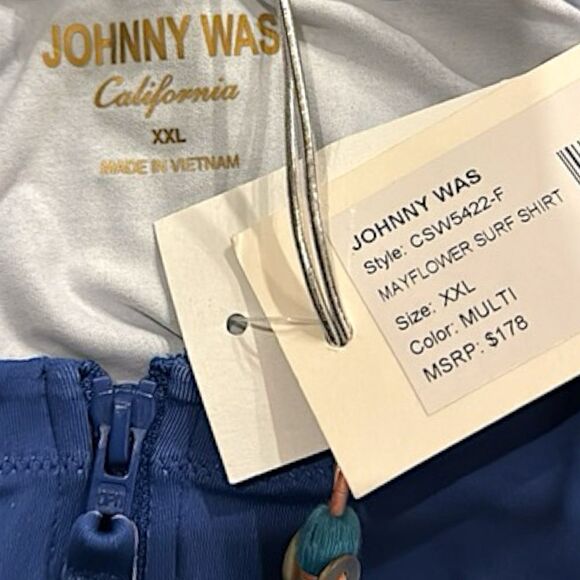 JOHNNY WAS
California
XXL
MADE IN VIETNAM
JOHNNY WAS
Style: CSW5422-F
MAYFLOWER SURF SHIRT
Size: XXL
Color: MULTI
MSRP: $178